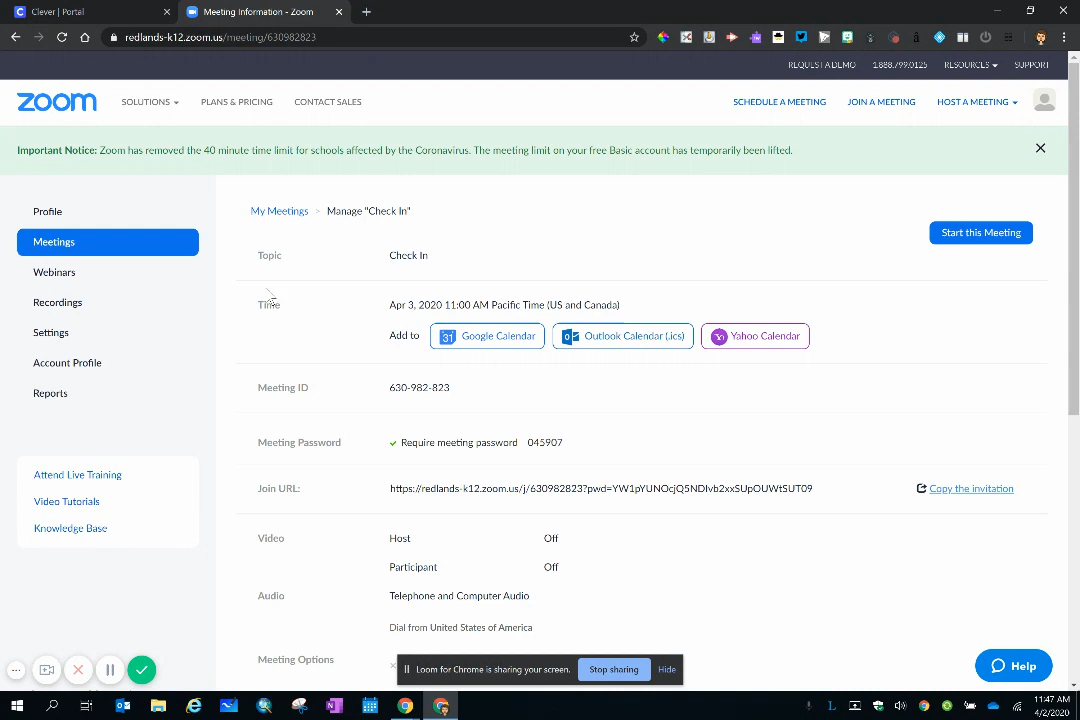 Clever | Portal
Meeting Information - Zoom
redlands-k12.zoom.us/meeting/630982823
REQUEST A DEMO 1.888.799.0125 RESOURCES SUPPORT
zoom SOLUTIONS PLANS & PRICING CONTACT SALES SCHEDULE A MEETING JOIN A MEETING HOST A MEETING
Important Notice: Zoom has removed the 40 minute time limit for schools affected by the Coronavirus. The meeting limit on your free Basic account has temporarily been lifted.
Profile
Meetings
Webinars
Recordings
Settings
Account Profile
Reports
Attend Live Training
Video Tutorials
Knowledge Base
My Meetings > Manage "Check In"
Start this Meeting
Topic Check In
Time Apr 3, 2020 11:00 AM Pacific Time (US and Canada)
Add to 31 Google Calendar Outlook Calendar (.ics) Yahoo Calendar
Meeting ID 630-982-823
Meeting Password Require meeting password 045907
Join URL: https://redlands-k12.zoom.us/j/630982823?pwd=YW1pYUNOcjQ5NDlvb2xxSUpOUWtSUT09 Copy the invitation
Video Host Off
Participant Off
Audio Telephone and Computer Audio
Dial from United States of America
Meeting Options
Loom for Chrome is sharing your screen. Stop sharing Hide
Help
11:47 AM
4/2/2020